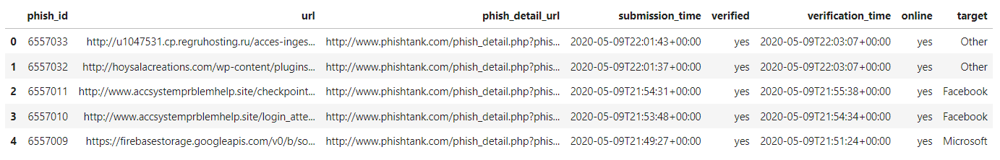 phish_id url phish_detail_url submission_time verified verification_time online target
0 6557033 http://u1047531.cp.regruhosting.ru/acces-inges... http://www.phishtank.com/phish_detail.php?phis... 2020-05-09T22:01:43+00:00 yes 2020-05-09T22:03:07+00:00 yes Other
1 6557032 http://hoysalacreations.com/wp-content/plugins... http://www.phishtank.com/phish_detail.php?phis... 2020-05-09T22:01:37+00:00 yes 2020-05-09T22:03:07+00:00 yes Other
2 6557011 http://www.accsystemprblemhelp.site/checkpoint... http://www.phishtank.com/phish_detail.php?phis... 2020-05-09T21:54:31+00:00 yes 2020-05-09T21:55:38+00:00 yes Facebook
3 6557010 http://www.accsystemprblemhelp.site/login_atte... http://www.phishtank.com/phish_detail.php?phis... 2020-05-09T21:53:48+00:00 yes 2020-05-09T21:54:34+00:00 yes Facebook
4 6557009 https://firebasestorage.googleapis.com/v0/b/so... http://www.phishtank.com/phish_detail.php?phis... 2020-05-09T21:49:27+00:00 yes 2020-05-09T21:51:24+00:00 yes Microsoft